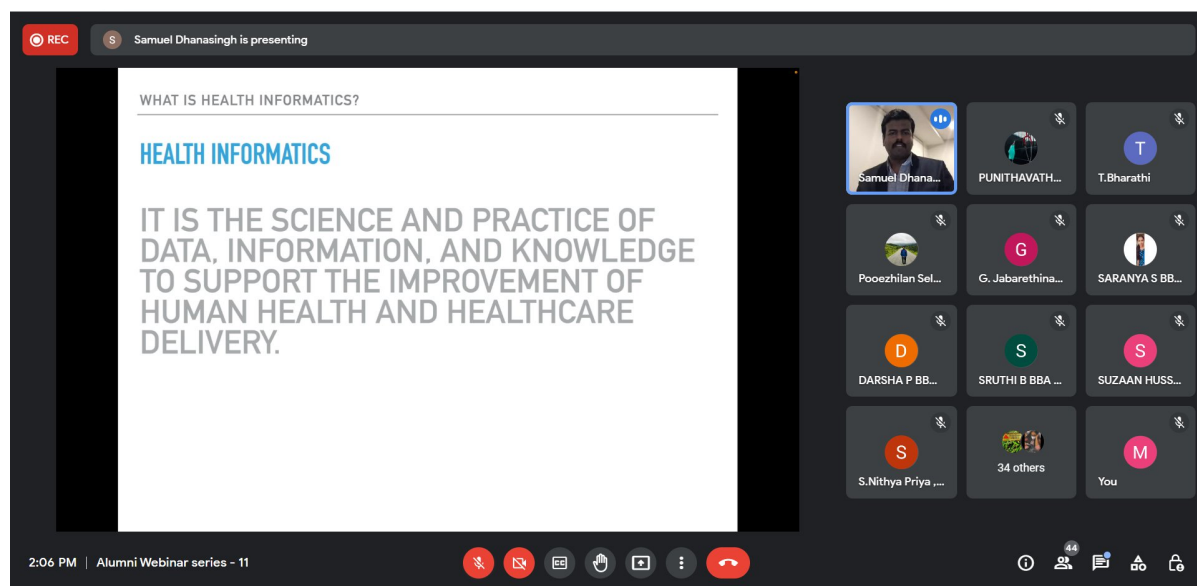 REC
S
Samuel Dhanasingh is presenting
WHAT IS HEALTH INFORMATICS?
HEALTH INFORMATICS
IT IS THE SCIENCE AND PRACTICE OF
DATA, INFORMATION, AND KNOWLEDGE
TO SUPPORT THE IMPROVEMENT OF
HUMAN HEALTH AND HEALTHCARE
DELIVERY.
Samuel Dhana...
PUNITHAVATH...
T
T.Bharathi
Pooezhilan Sel...
G
G. Jabarethina...
SARANYA S BB...
D
DARSHA P BB...
S
SRUTHI B BBA ...
S
SUZAAN HUSS...
S
S.Nithya Priya ,...
34 others
M
You
2:06 PM | Alumni Webinar series - 11
CC
44